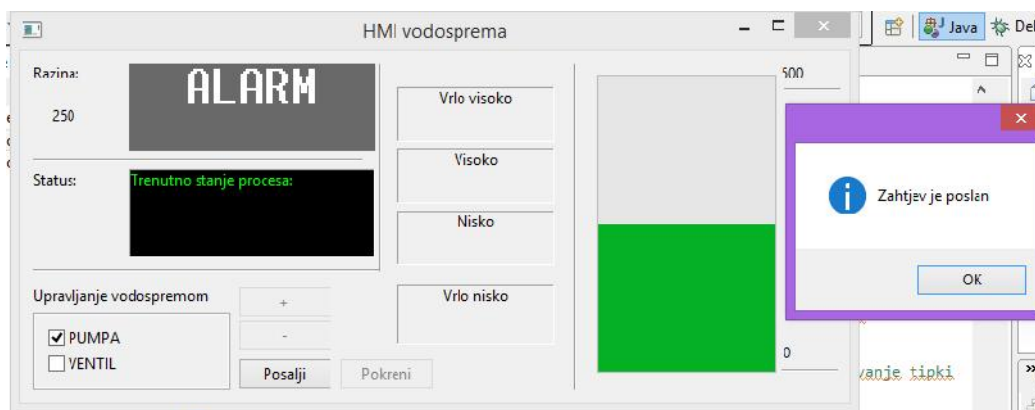 HMI vodosprema
Java
Razina:
250
ALARM
Status:
Trenutno stanje procesa:
Vrlo visoko
Visoko
Nisko
Vrlo nisko
500
0
Upravljanje vodospremom
PUMPA
VENTIL
+
-
Posalji
Pokreni
Zahtjev je poslan
OK
vanje tipki